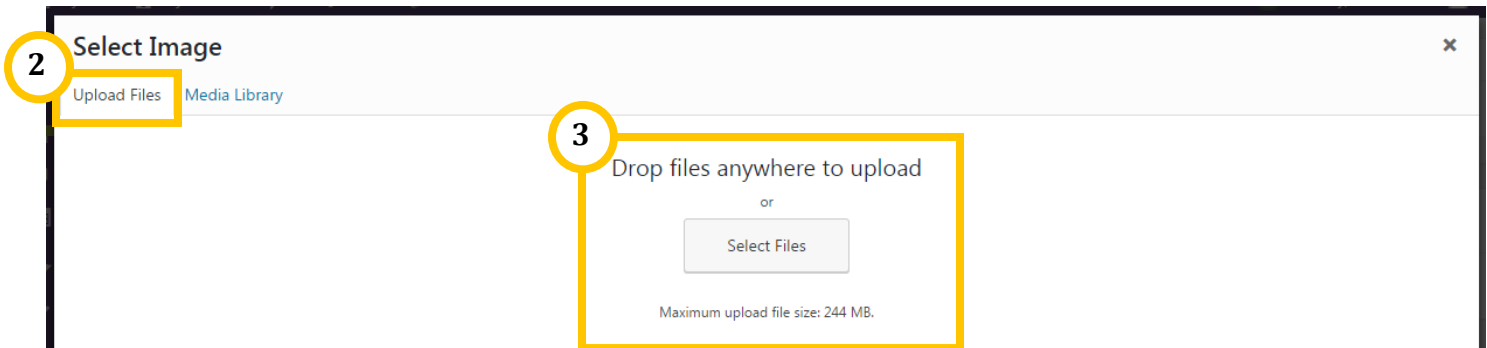 Select Image
2
Upload Files Media Library
3
Drop files anywhere to upload
or
Select Files
Maximum upload file size: 244 MB.